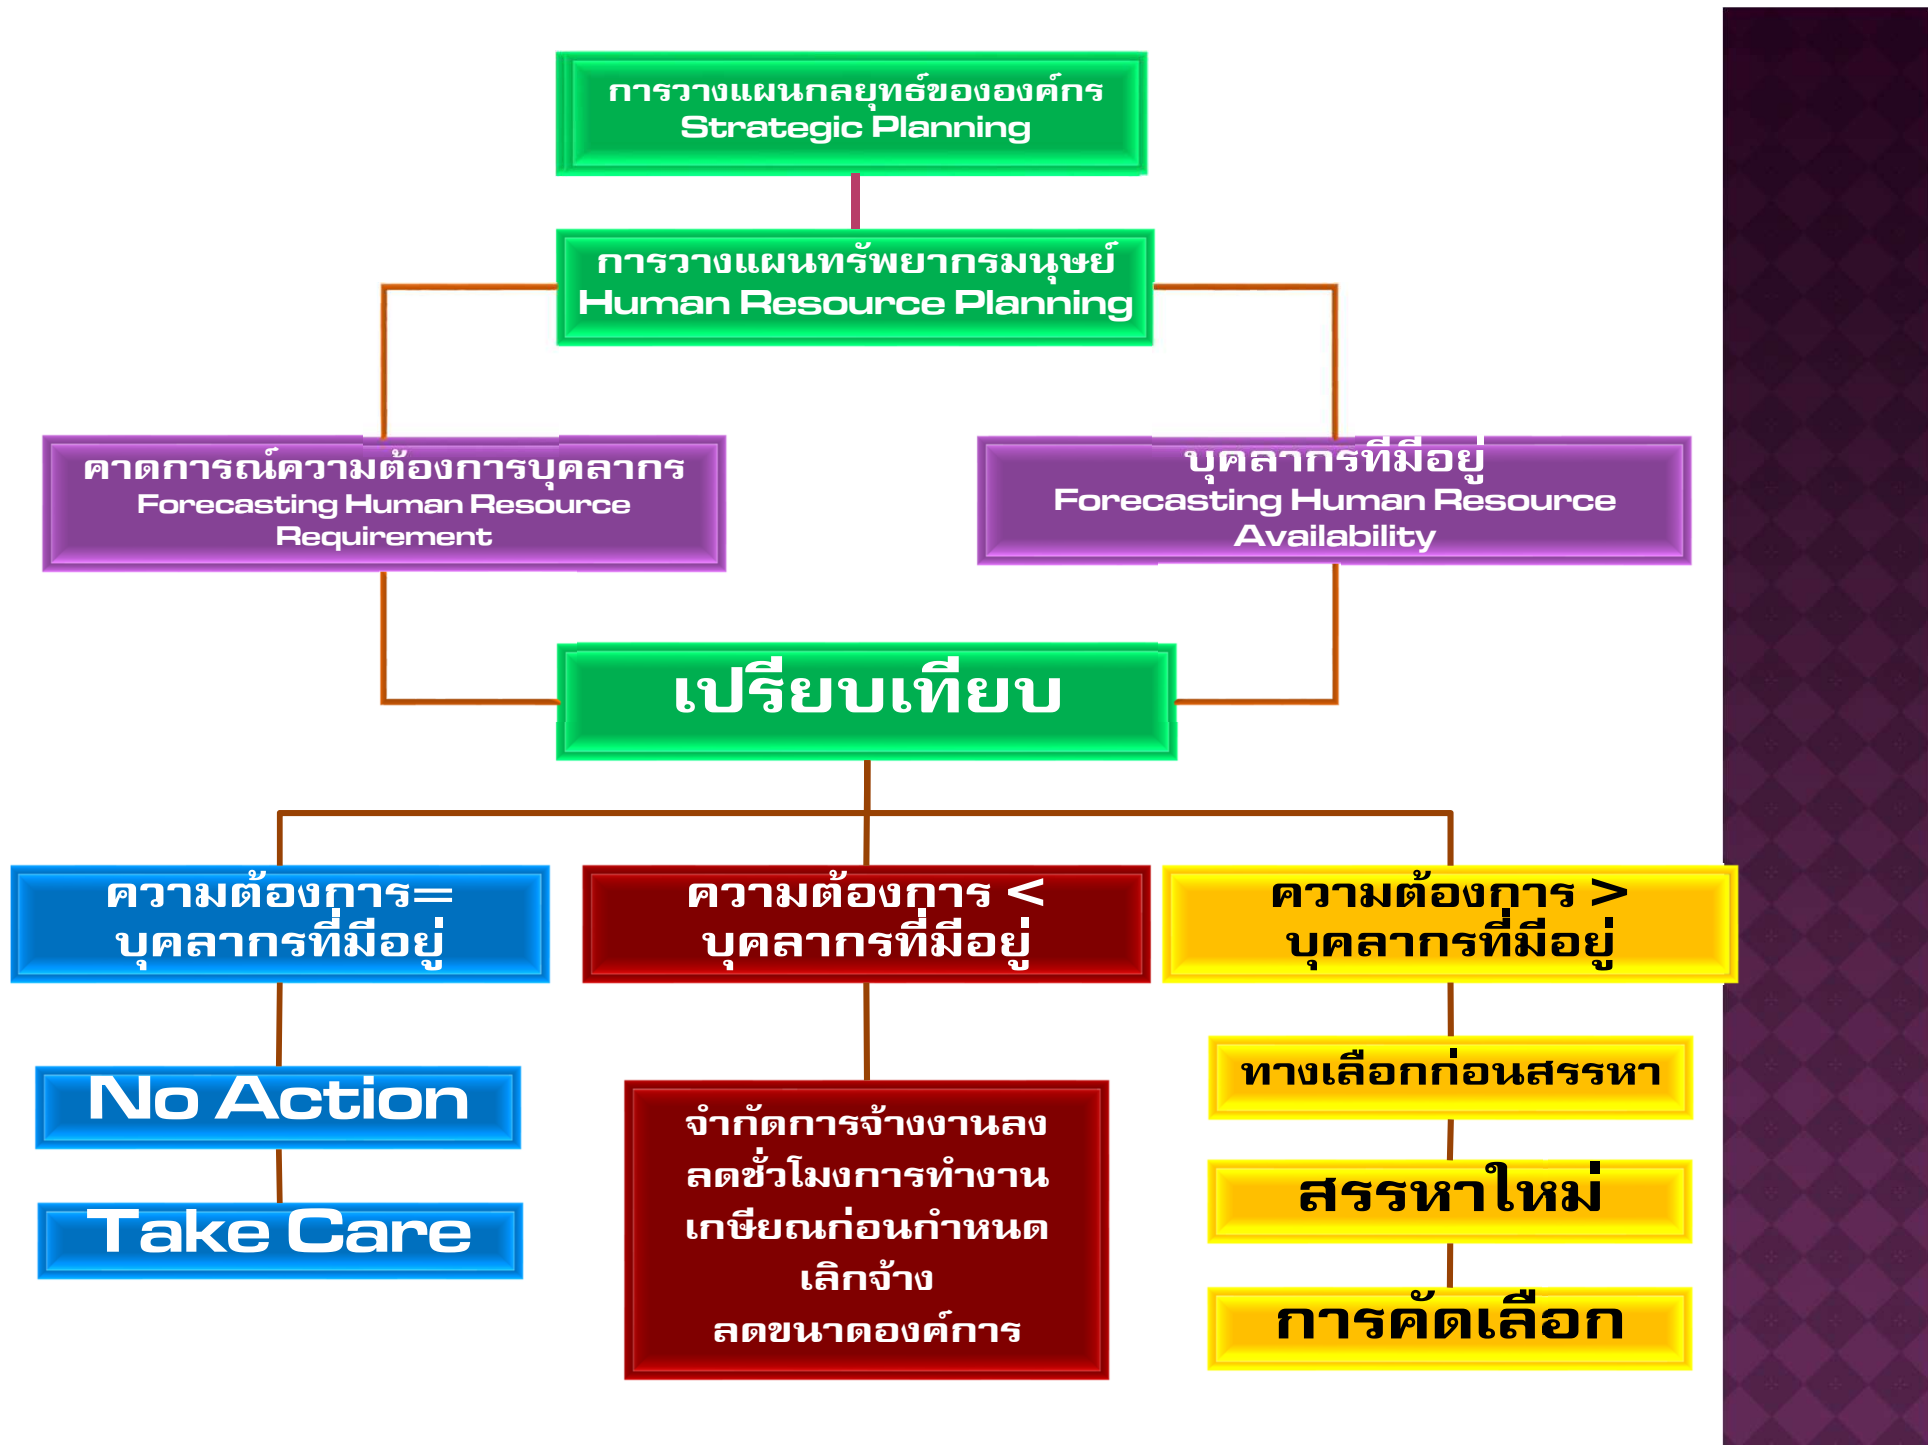 การวางแผนกลยุทธ์ขององค์กร
Strategic Planning
การวางแผนทรัพยากรมนุษย์
Human Resource Planning
คาดการณ์ความต้องการบุคลากร
Forecasting Human Resource
Requirement
บุคลากรที่มีอยู่
Forecasting Human Resource
Availability
เปรียบเทียบ
ความต้องการ=
บุคลากรที่มีอยู่
No Action
Take Care
ความต้องการ <
บุคลากรที่มีอยู่
จำกัดการจ้างงานลง
ลดชั่วโมงการทำงาน
เกษียณก่อนกำหนด
เลิกจ้าง
ลดขนาดองค์การ
ความต้องการ >
บุคลากรที่มีอยู่
ทางเลือกก่อนสรรหา
สรรหาใหม่
การคัดเลือก